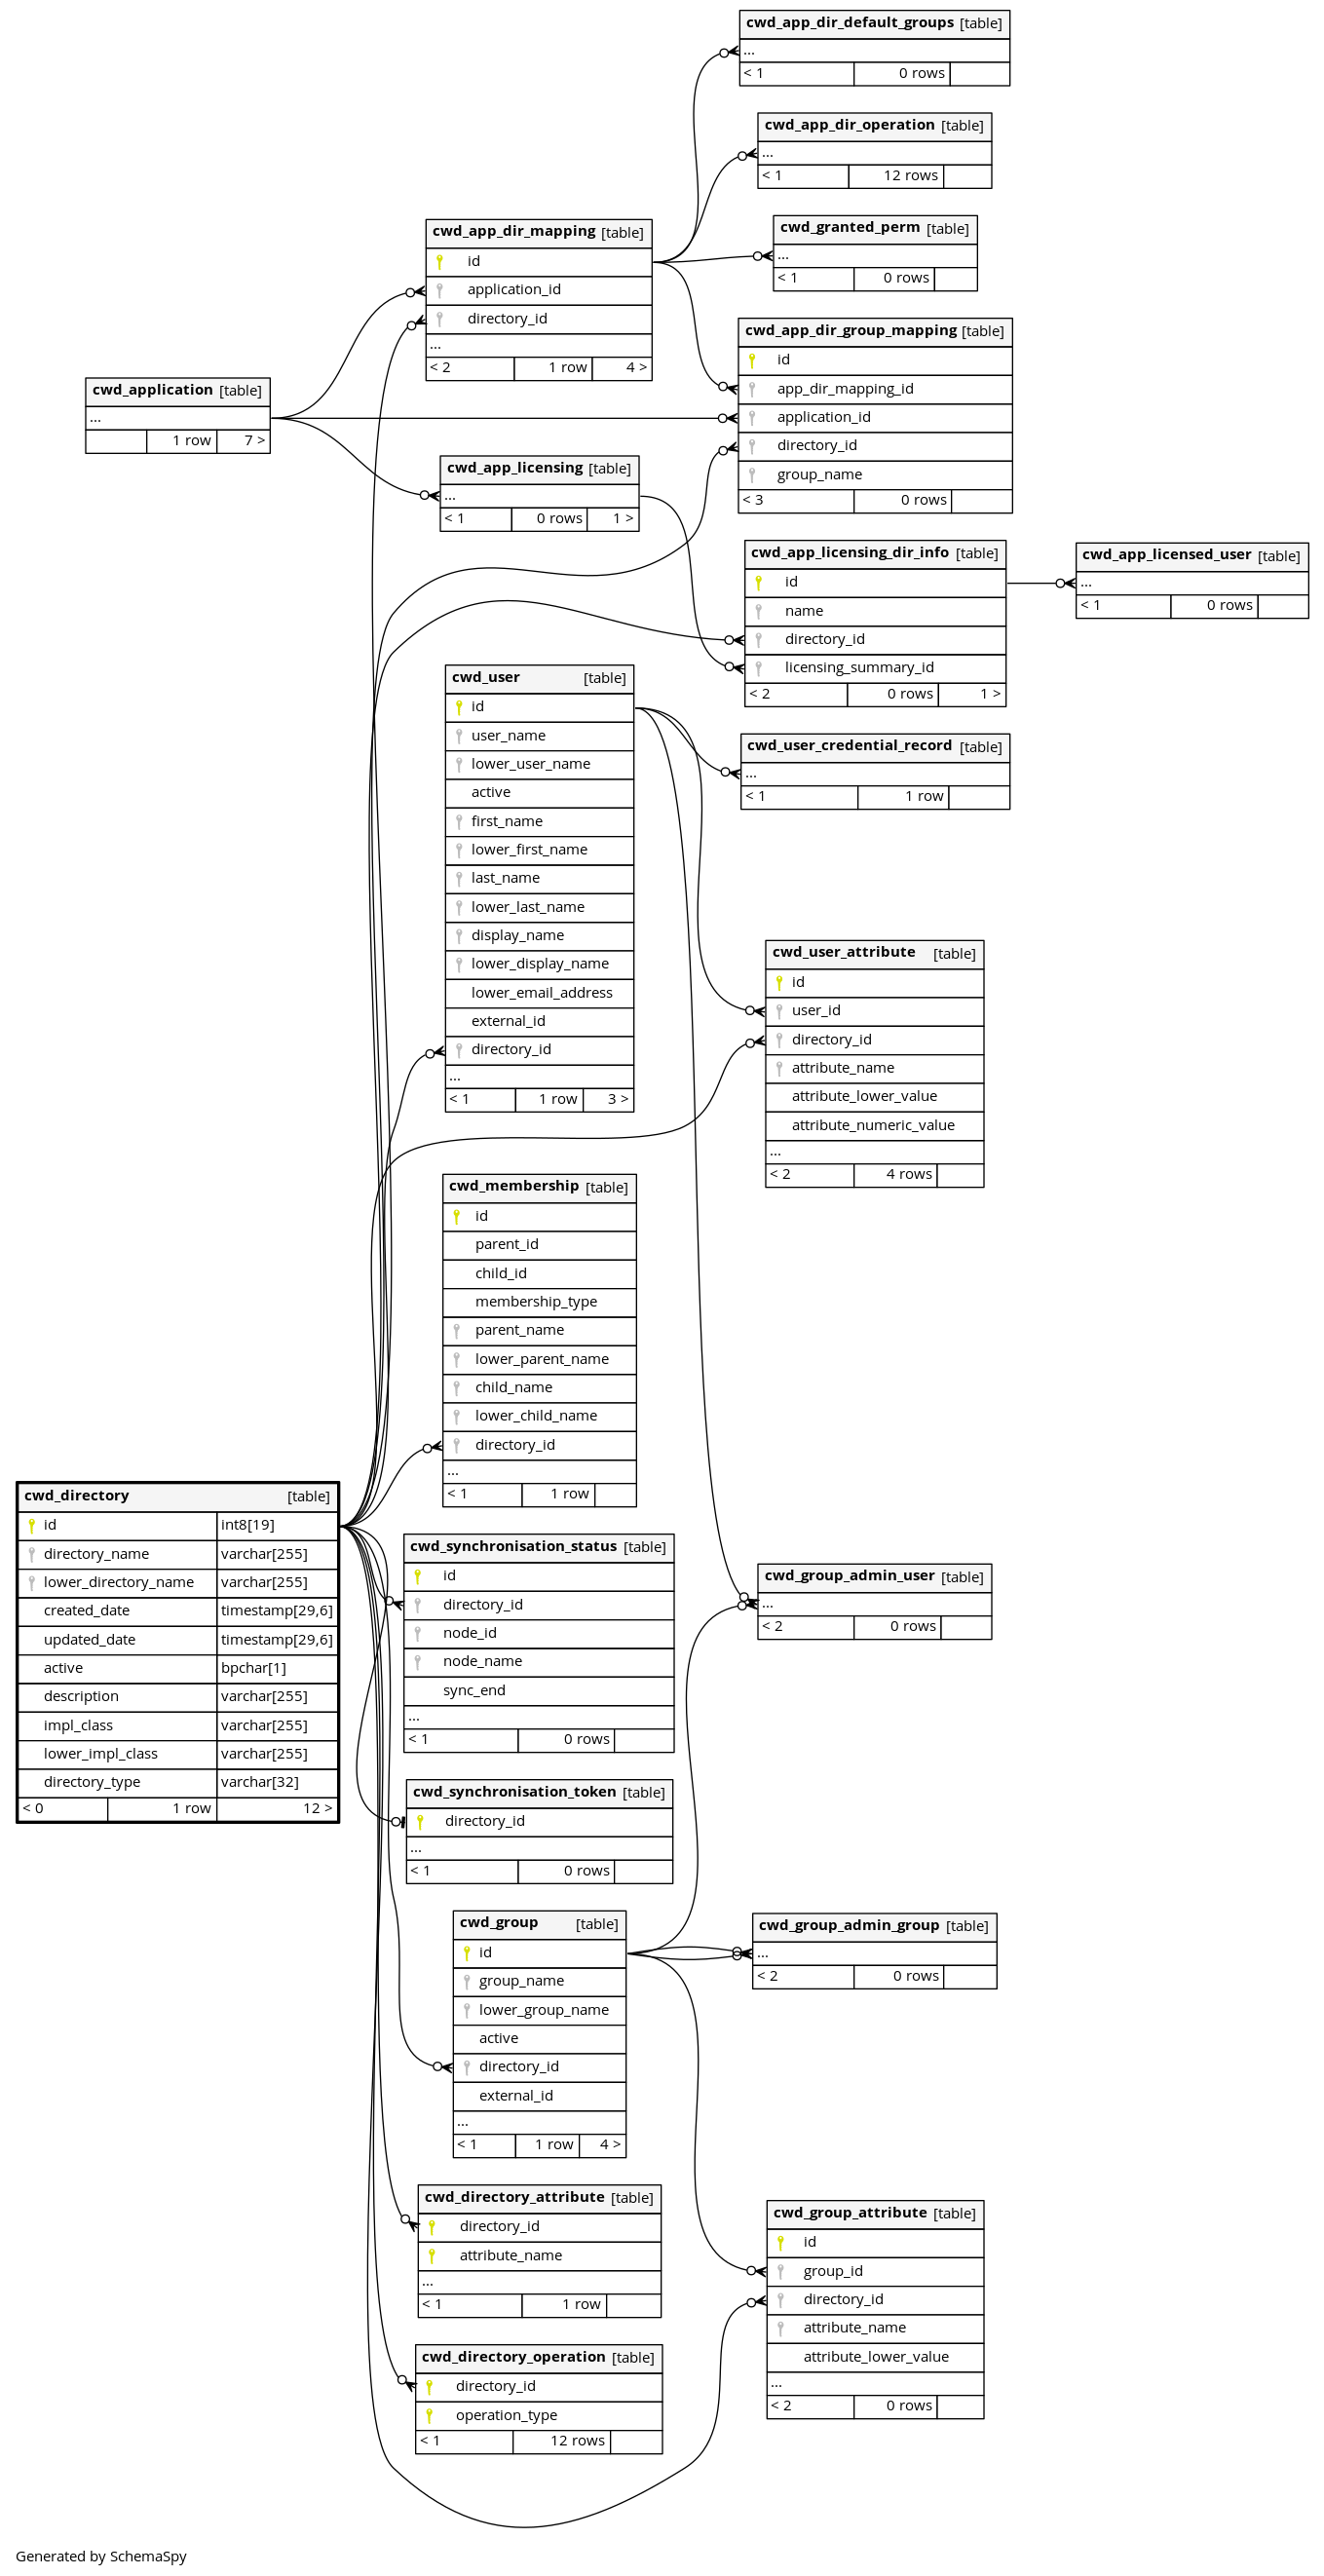 cwd_app_dir_default_groups [table]
...
< 1 0 rows
cwd_app_dir_operation [table]
...
< 1 12 rows
cwd_granted_perm [table]
...
< 1 0 rows
cwd_app_dir_mapping [table]
id
application_id
directory_id
...
< 2 1 row 4 >
cwd_app_dir_group_mapping [table]
id
app_dir_mapping_id
application_id
directory_id
group_name
< 3 0 rows
cwd_application [table]
...
1 row 7 >
cwd_app_licensing [table]
...
< 1 0 rows 1 >
cwd_app_licensing_dir_info [table]
id
name
directory_id
licensing_summary_id
< 2 0 rows 1 >
cwd_app_licensed_user [table]
...
< 1 0 rows
cwd_user [table]
id
user_name
lower_user_name
active
first_name
lower_first_name
last_name
lower_last_name
display_name
lower_display_name
lower_email_address
external_id
directory_id
...
< 1 1 row 3 >
cwd_user_credential_record [table]
...
< 1 1 row
cwd_user_attribute [table]
id
user_id
directory_id
attribute_name
attribute_lower_value
attribute_numeric_value
...
< 2 4 rows
cwd_membership [table]
id
parent_id
child_id
membership_type
parent_name
lower_parent_name
child_name
lower_child_name
directory_id
...
< 1 1 row
cwd_directory [table]
id int8[19]
directory_name varchar[255]
lower_directory_name varchar[255]
created_date timestamp[29,6]
updated_date timestamp[29,6]
active bpchar[1]
description varchar[255]
impl_class varchar[255]
lower_impl_class varchar[255]
directory_type varchar[32]
< 0 1 row 12 >
cwd_synchronisation_status [table]
id
directory_id
node_id
node_name
sync_end
...
< 1 0 rows
cwd_group_admin_user [table]
...
< 2 0 rows
cwd_synchronisation_token [table]
directory_id
...
< 1 0 rows
cwd_group [table]
id
group_name
lower_group_name
active
directory_id
external_id
...
< 1 1 row 4 >
cwd_group_admin_group [table]
...
< 2 0 rows
cwd_directory_attribute [table]
directory_id
attribute_name
...
< 1 1 row
cwd_group_attribute [table]
id
group_id
directory_id
attribute_name
attribute_lower_value
...
< 2 0 rows
cwd_directory_operation [table]
directory_id
operation_type
< 1 12 rows
Generated by SchemaSpy